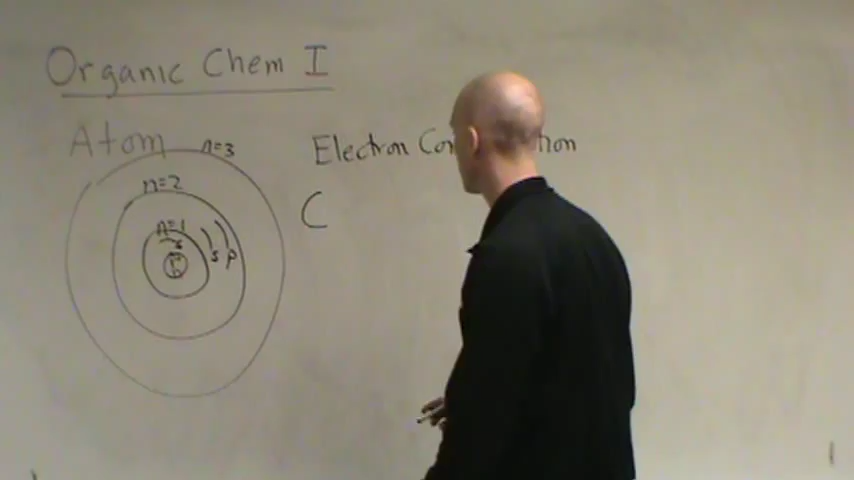 Organic Chem I
Atom
n=3
Electron Con tion
n=2
C
n=1
s
s p